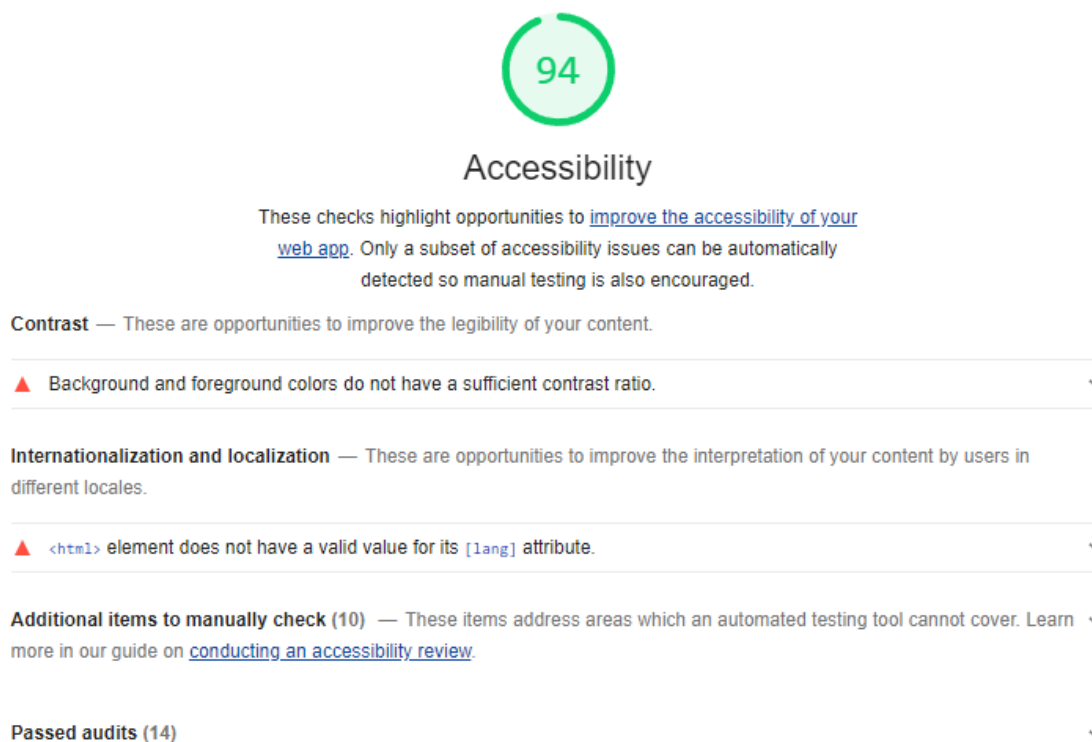 94
Accessibility
These checks highlight opportunities to improve the accessibility of your
web app. Only a subset of accessibility issues can be automatically
detected so manual testing is also encouraged.
Contrast — These are opportunities to improve the legibility of your content.
Background and foreground colors do not have a sufficient contrast ratio.
Internationalization and localization — These are opportunities to improve the interpretation of your content by users in
different locales.
<html> element does not have a valid value for its [lang] attribute.
Additional items to manually check (10) — These items address areas which an automated testing tool cannot cover. Learn
more in our guide on conducting an accessibility review.
Passed audits (14)